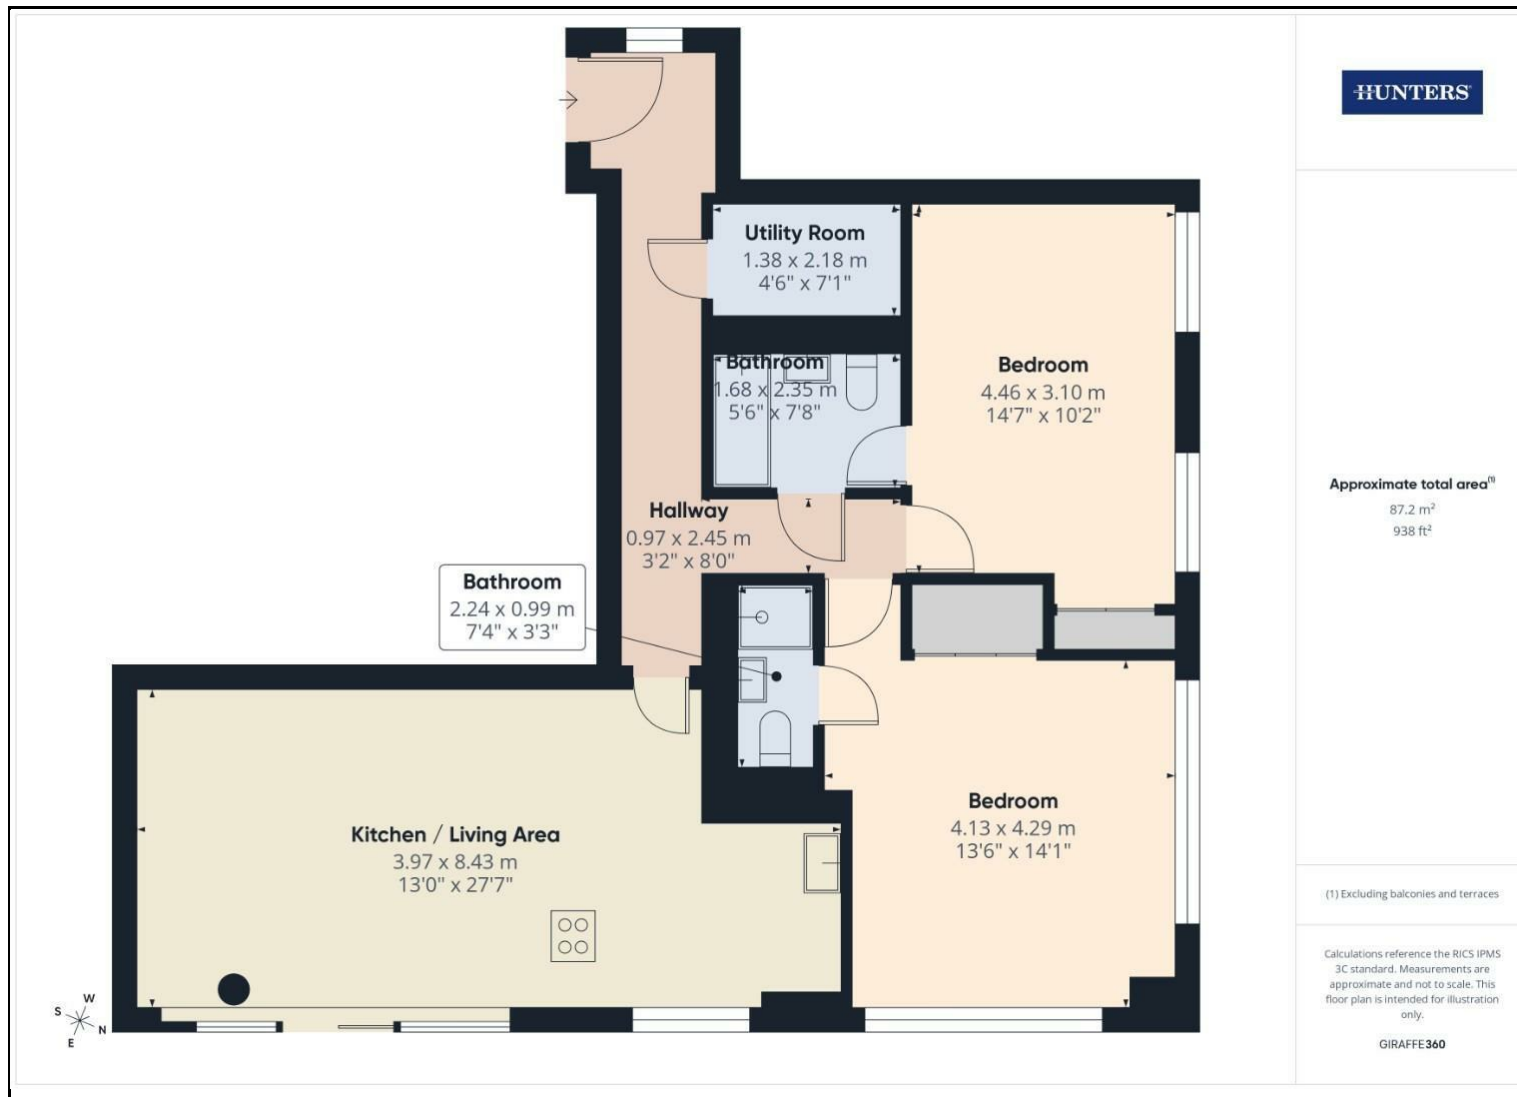 HUNTERS
Utility Room
1.38 x 2.18 m
4'6" x 7'1"
Bathroom
1.68 x 2.35 m
5'6" x 7'8"
Bedroom
4.46 x 3.10 m
14'7" x 10'2"
Hallway
0.97 x 2.45 m
3'2" x 8'0"
Bathroom
2.24 x 0.99 m
7'4" x 3'3"
Kitchen / Living Area
3.97 x 8.43 m
13'0" x 27'7"
Bedroom
4.13 x 4.29 m
13'6" x 14'1"
W
S
N
E
Approximate total area(1)
87.2 m²
938 ft²
(1) Excluding balconies and terraces
Calculations reference the RICS IPMS
3C standard. Measurements are
approximate and not to scale. This
floor plan is intended for illustration
only.
GIRAFFE360